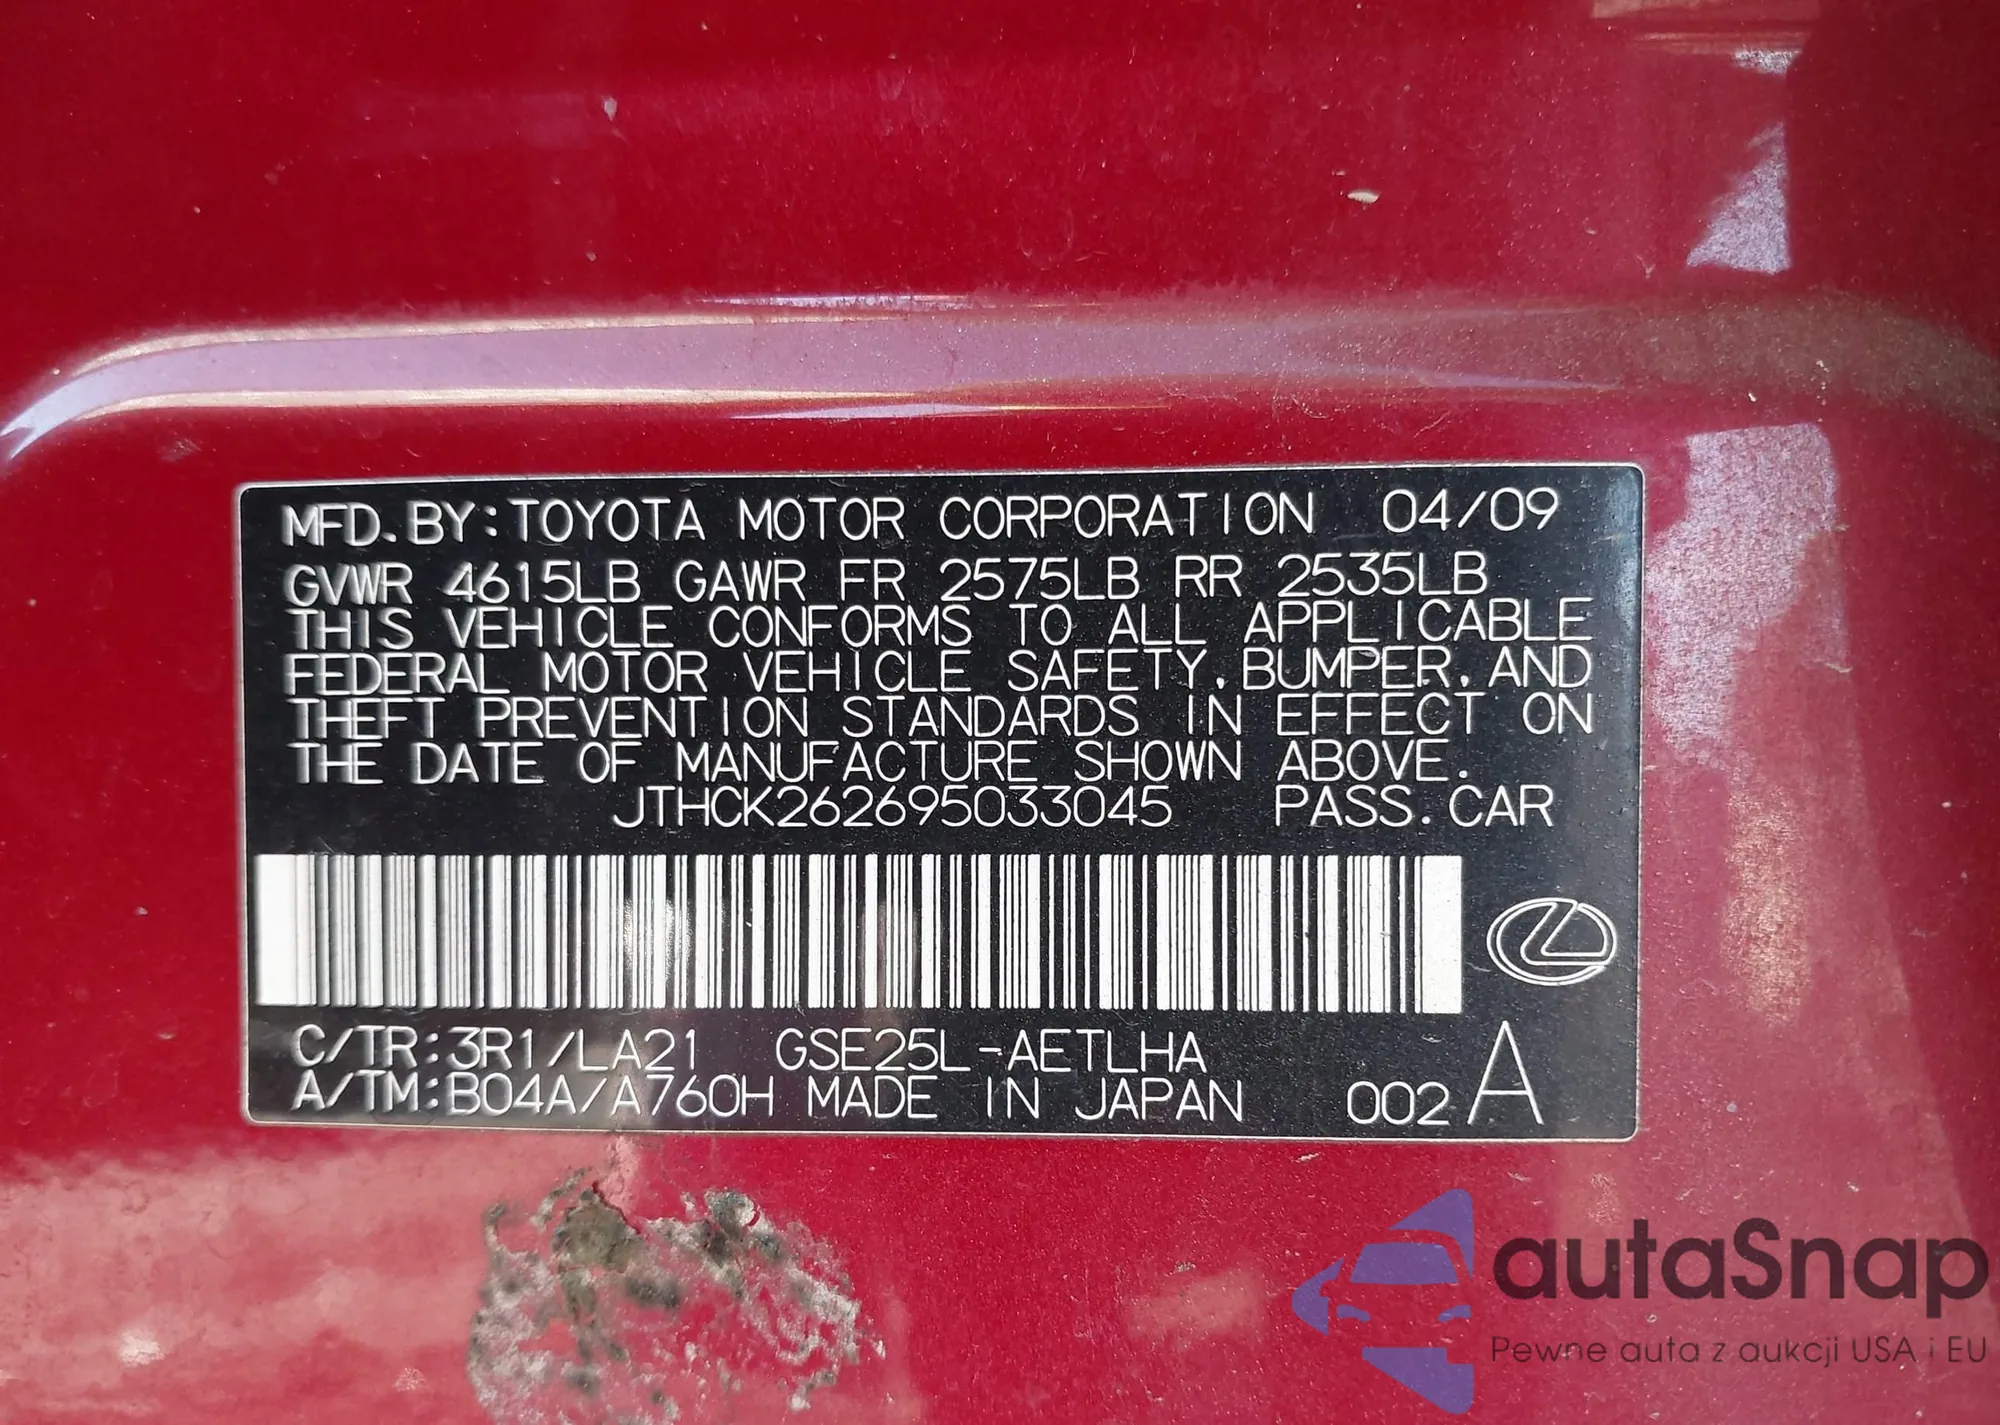 MFD. BY: TOYOTA MOTOR CORPORATION 04/09
GVWR 4615LB GAWR FR 2575LB RR 2535LB
THIS VEHICLE CONFORMS TO ALL APPLICABLE
FEDERAL MOTOR VEHICLE SAFETY, BUMPER, AND
THEFT PREVENTION STANDARDS IN EFFECT ON
THE DATE OF MANUFACTURE SHOWN ABOVE.
JTHCK262695033045 PASS. CAR
C/TR: 3R1/LA21 GSE25L-AETLHA
A/TM: B04A/A760H MADE IN JAPAN 002 A
autaSnap
Pewne auta z aukcji USA i EU